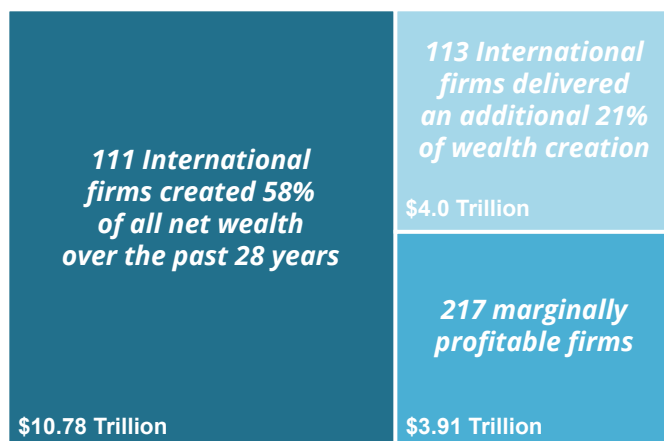 111 International
firms created 58%
of all net wealth
over the past 28 years
$10.78 Trillion
113 International
firms delivered
an additional 21%
of wealth creation
$4.0 Trillion
217 marginally
profitable firms
$3.91 Trillion